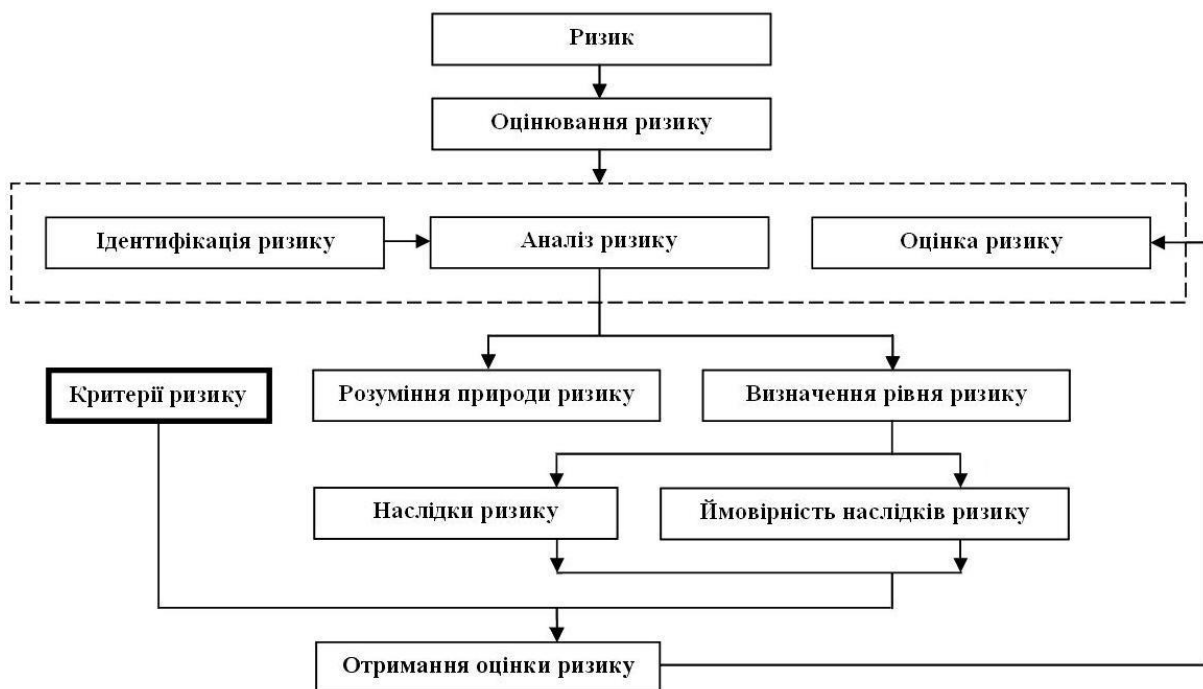 Ризик
Оцінювання ризику
Ідентифікація ризику
Аналіз ризику
Оцінка ризику
Критерії ризику
Розуміння природи ризику
Визначення рівня ризику
Наслідки ризику
Ймовірність наслідків ризику
Отримання оцінки ризику